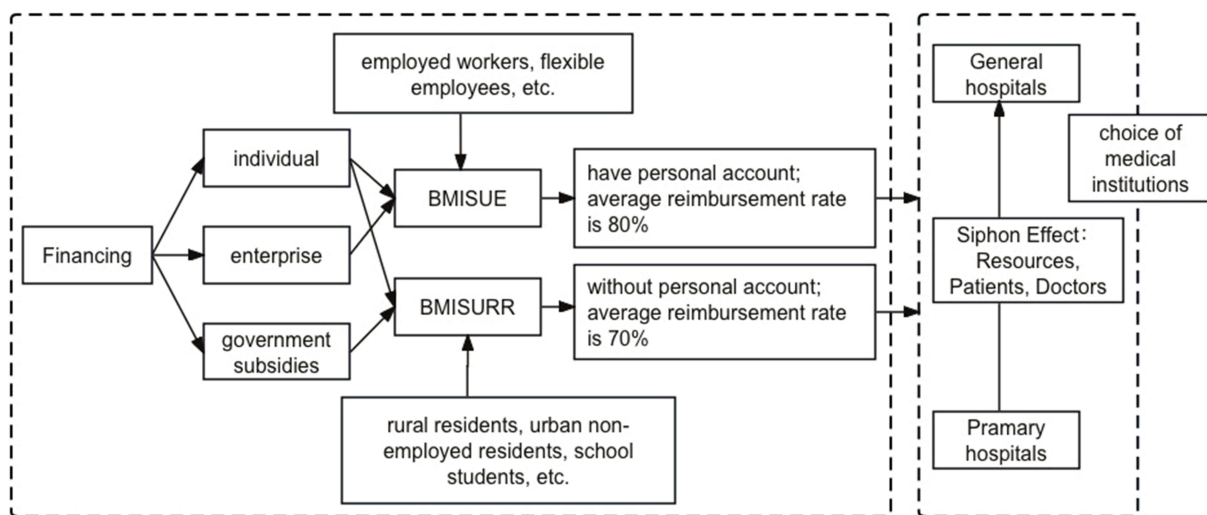 employed workers, flexible
employees, etc.
individual
Financing
enterprise
government
subsidies
BMISUE
BMISURR
have personal account;
average reimbursement rate
is 80%
without personal account;
average reimbursement rate
is 70%
rural residents, urban non-
employed residents, school
students, etc.
General
hospitals
choice of
medical
institutions
Siphon Effect:
Resources,
Patients, Doctors
Pramary
hospitals